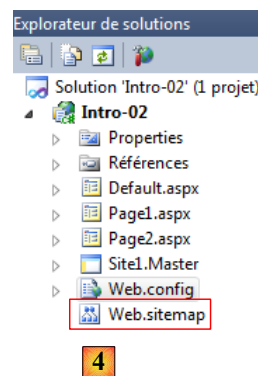 Explorateur de solutions
Solution 'Intro-02' (1 projet)
Intro-02
Properties
Références
Default.aspx
Page1.aspx
Page2.aspx
Site1.Master
Web.config
Web.sitemap
4